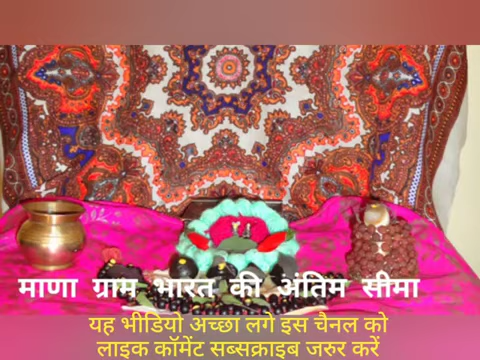 माणा ग्राम भारत की अंतिम सीमा
यह भीडियो अच्छा लगे इस चैनल को
लाइक कॉमेंट सब्सक्राइब जरुर करें